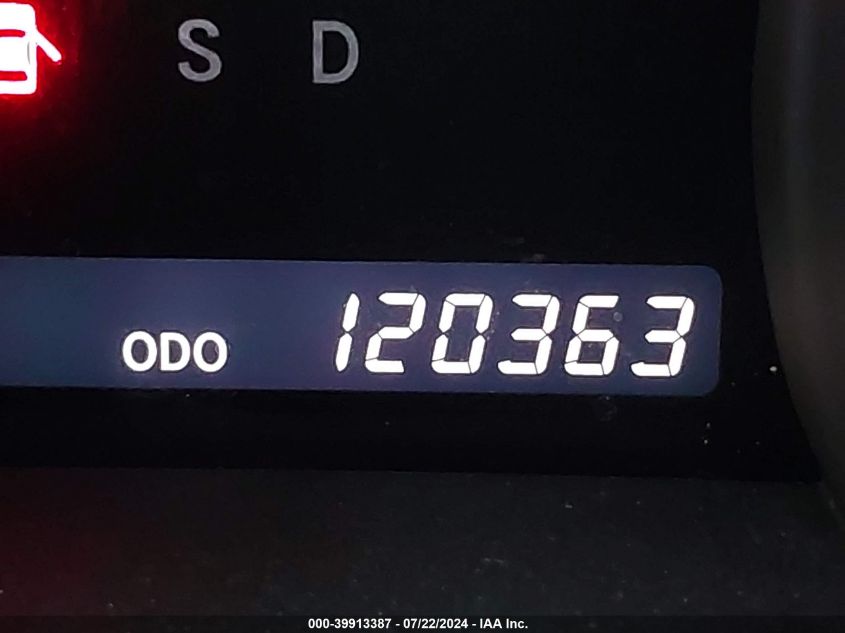 S D
ODO 120363
000-39913387 - 07/22/2024 - IAA Inc.